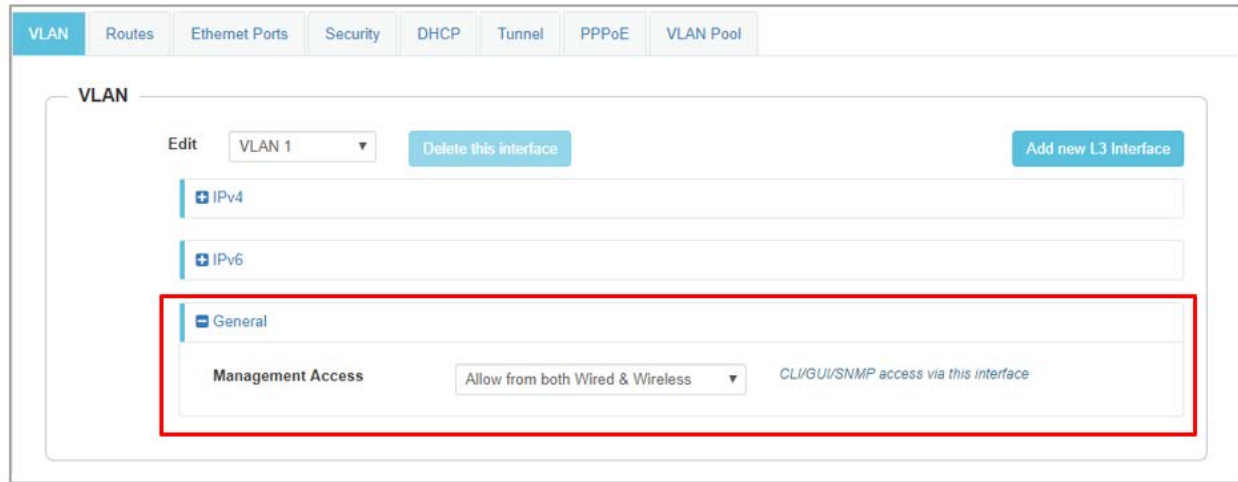 VLAN Routes Ethernet Ports Security DHCP Tunnel PPPoE VLAN Pool
VLAN
Edit VLAN 1 Delete this interface Add new L3 Interface
IPv4
IPv6
General
Management Access Allow from both Wired & Wireless CLI/GUI/SNMP access via this interface